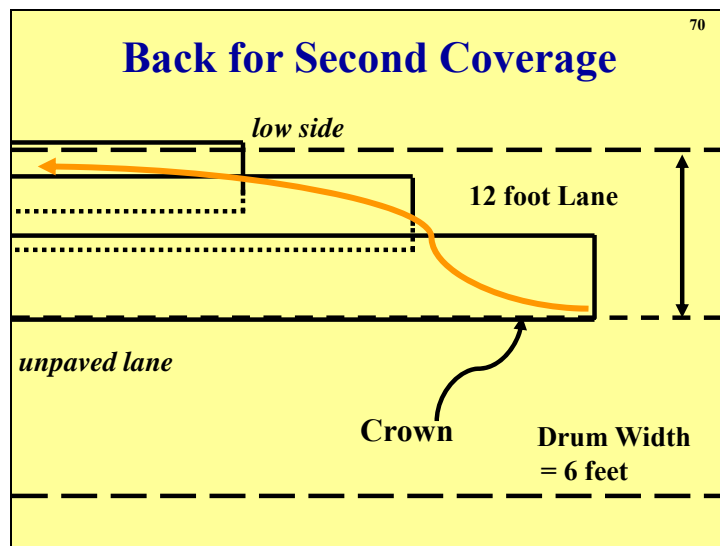 70
Back for Second Coverage
low side
12 foot Lane
unpaved lane
Crown
Drum Width
= 6 feet